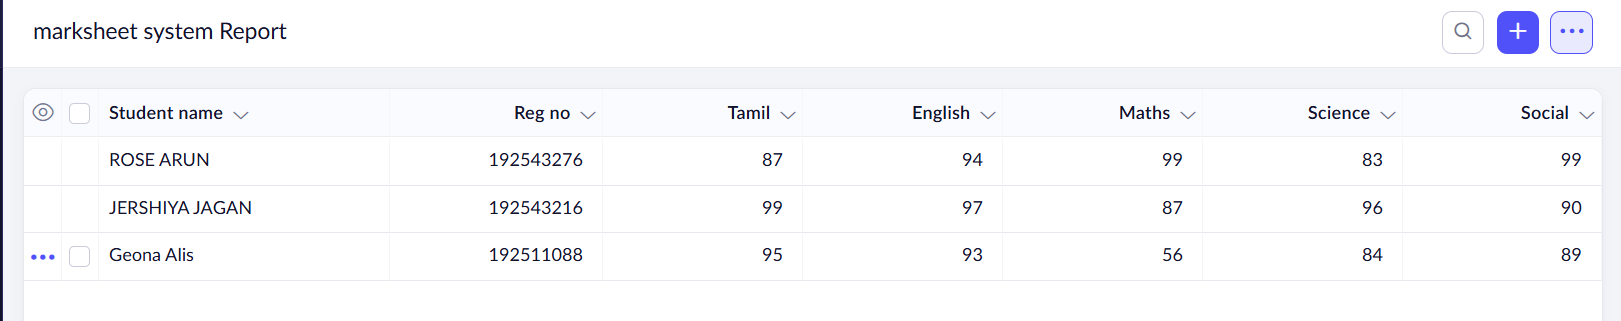 marksheet system Report
Student name Reg no Tamil English Maths Science Social
ROSE ARUN 192543276 87 94 99 83 99
JERSHIYA JAGAN 192543216 99 97 87 96 90
Geona Alis 192511088 95 93 56 84 89